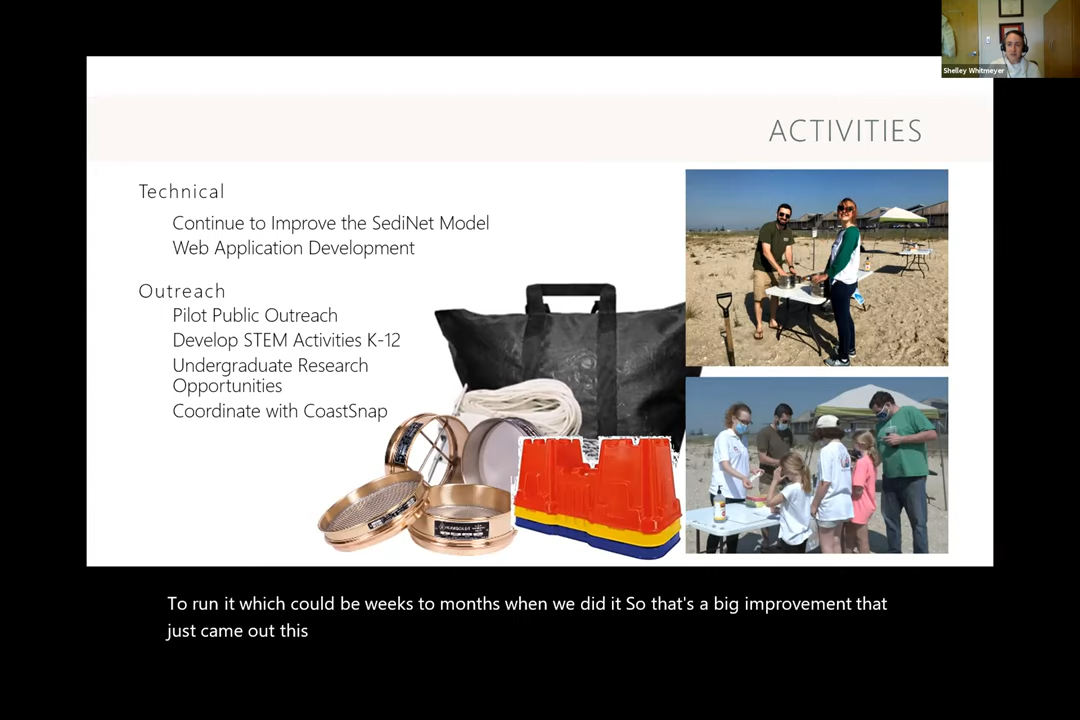 Shelley Whitmeyer
ACTIVITIES
Technical
Continue to Improve the SediNet Model
Web Application Development
Outreach
Pilot Public Outreach
Develop STEM Activities K-12
Undergraduate Research
Opportunities
Coordinate with CoastSnap
HUMBOLDT
To run it which could be weeks to months when we did it So that's a big improvement that
just came out this